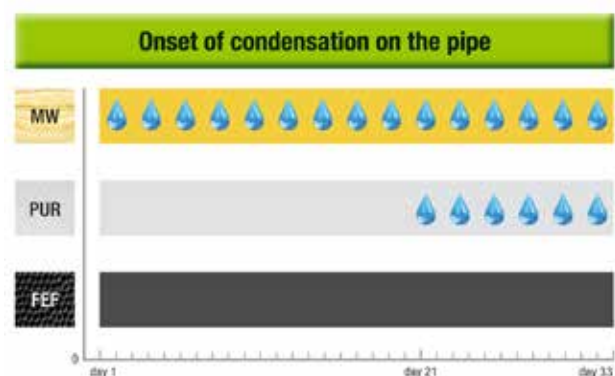 Onset of condensation on the pipe
MW
PUR
FEF
0
day 1
day 21
day 33